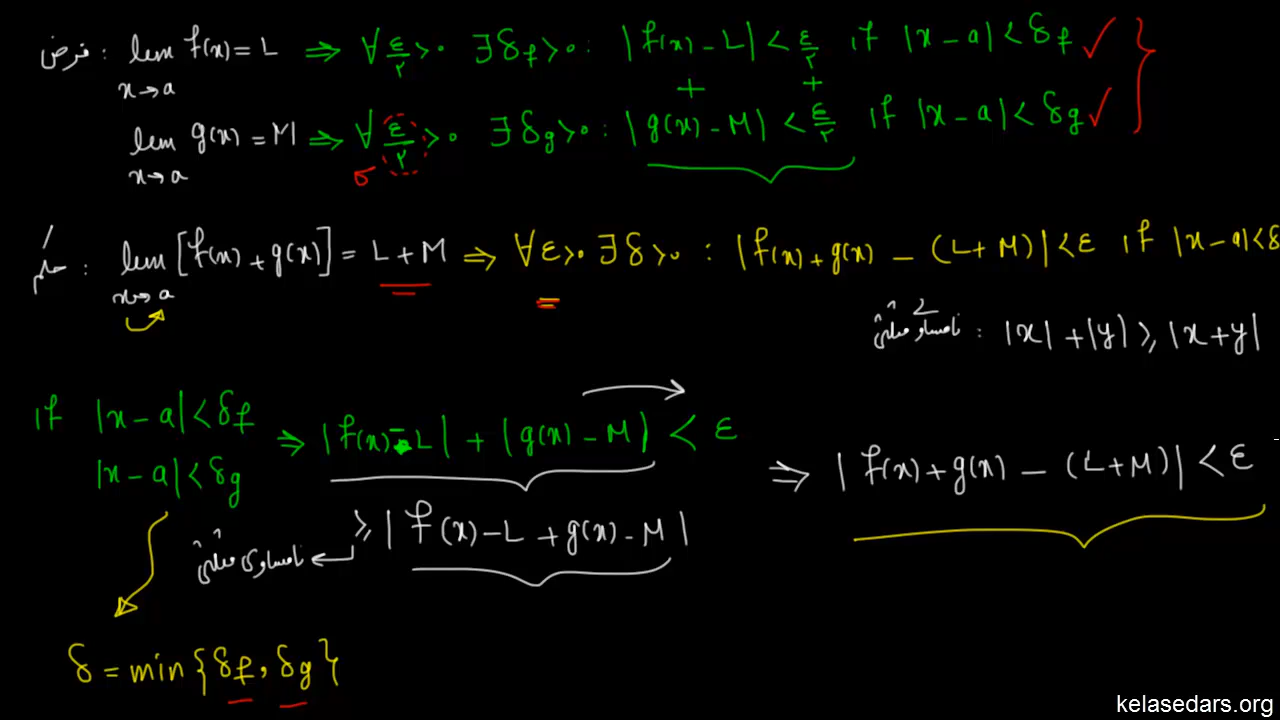 فرض : lim f(x) = L ⇒ ∀ ε/۲ > ۰ ∃ δf > ۰ : |f(x) - L| < ε/۲ if |x - a| < δf ✓
x→a
+ +
lim g(x) = M ⇒ ∀ ε/۲ > ۰ ∃ δg > ۰ : |g(x) - M| < ε/۲ if |x - a| < δg ✓
x→a
حکم : lim [f(x) + g(x)] = L + M ⇒ ∀ ε > ۰ ∃ δ > ۰ : |f(x) + g(x) - (L + M)| < ε if |x - a| < δ
x→a
نامساوی مثلثی : |x| + |y| ⩾ |x + y|
if |x - a| < δf
|x - a| < δg
⇒ |f(x) - L| + |g(x) - M| < ε
⇒ |f(x) + g(x) - (L + M)| < ε
⩾ |f(x) - L + g(x) - M|
نامساوی مثلثی ←
δ = min {δf, δg}
kelasedars.org